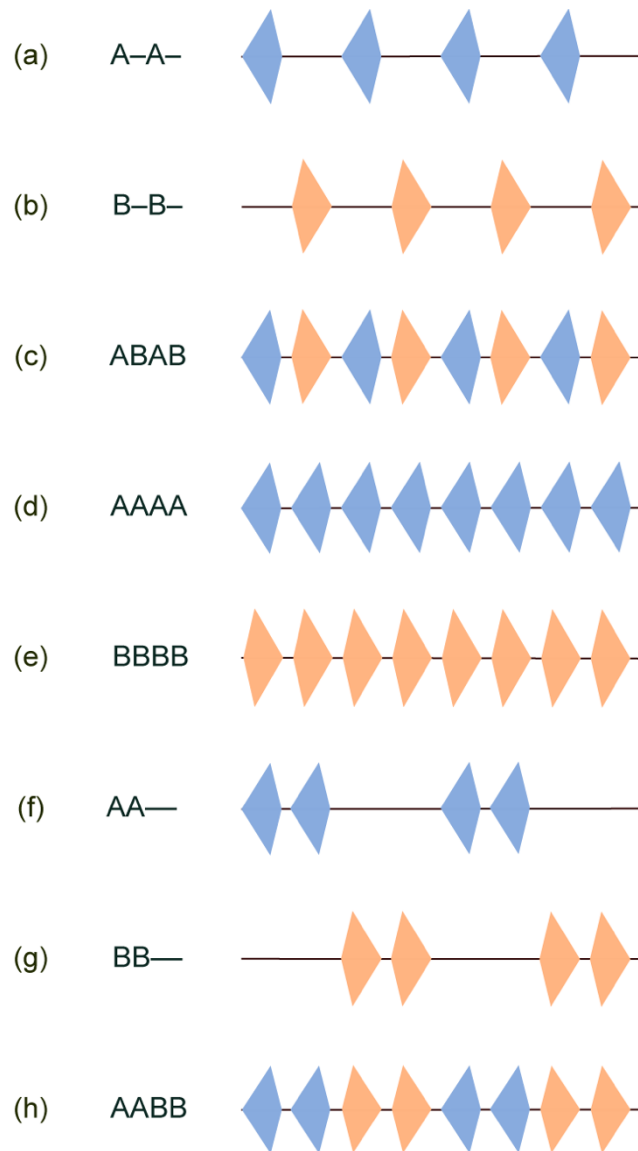 (a) A–A–
(b) B–B–
(c) ABAB
(d) AAAA
(e) BBBB
(f) AA—
(g) BB—
(h) AABB